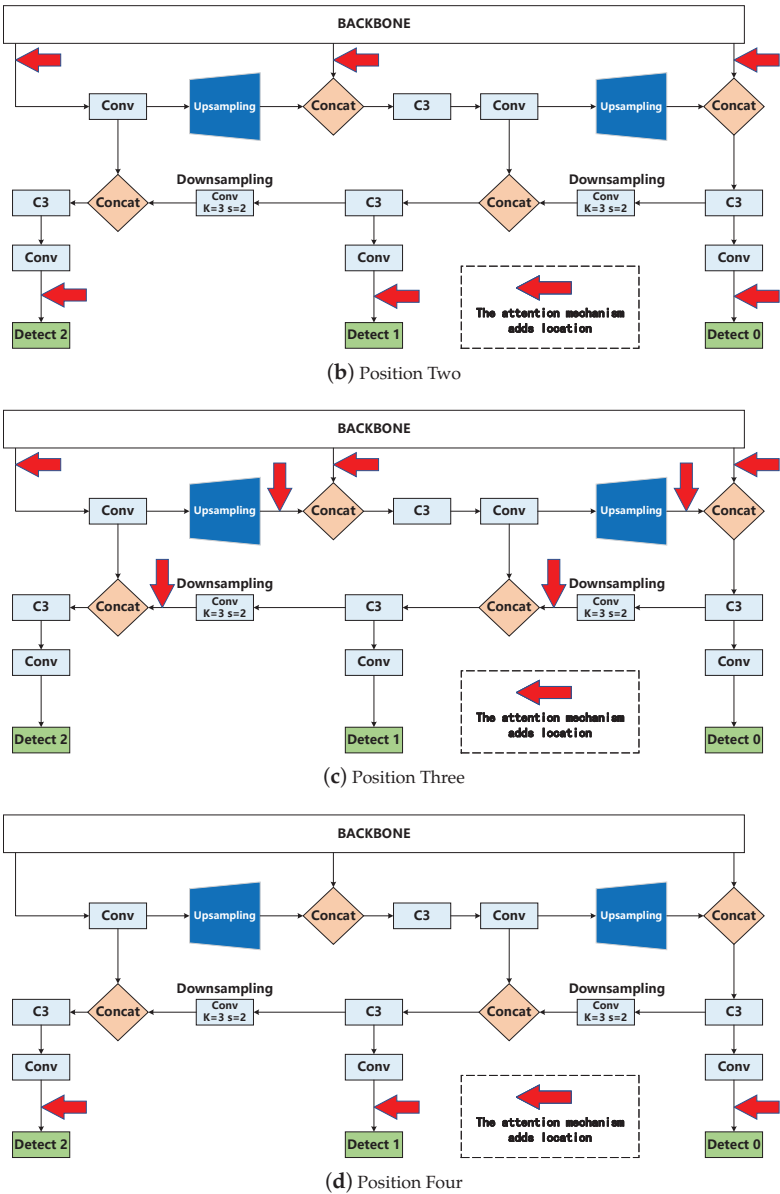 BACKBONE
Conv
Upsampling
Concat
C3
Conv
Upsampling
Concat
Downsampling
Downsampling
C3
Concat
Conv
K=3 s=2
C3
Concat
Conv
K=3 s=2
C3
Conv
Conv
Conv
The attention mechanism
adds location
Detect 2
Detect 1
Detect 0
(b) Position Two
BACKBONE
Conv
Upsampling
Concat
C3
Conv
Upsampling
Concat
Downsampling
Downsampling
C3
Concat
Conv
K=3 s=2
C3
Concat
Conv
K=3 s=2
C3
Conv
Conv
Conv
The attention mechanism
adds location
Detect 2
Detect 1
Detect 0
(c) Position Three
BACKBONE
Conv
Upsampling
Concat
C3
Conv
Upsampling
Concat
Downsampling
Downsampling
C3
Concat
Conv
K=3 s=2
C3
Concat
Conv
K=3 s=2
C3
Conv
Conv
Conv
The attention mechanism
adds location
Detect 2
Detect 1
Detect 0
(d) Position Four